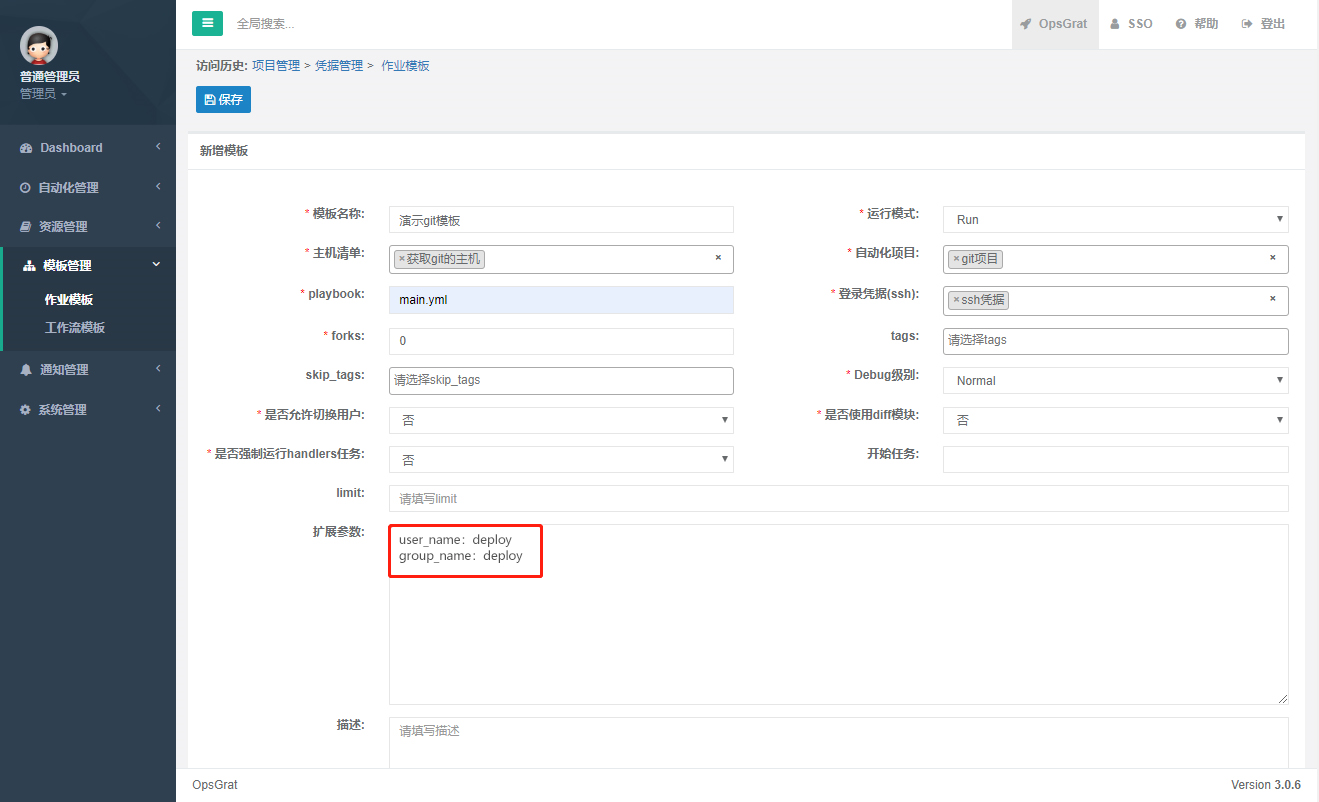 全局搜索...
OpsGrat
SSO
帮助
登出
普通管理员
管理员
Dashboard
自动化管理
资源管理
模板管理
作业模板
工作流模板
通知管理
系统管理
访问历史: 项目管理 > 凭据管理 > 作业模板
保存
新增模板
* 模板名称: 演示git模板
* 运行模式: Run
* 主机清单: ×获取git的主机 ×
* 自动化项目: ×git项目 ×
* playbook: main.yml
* 登录凭据(ssh): ×ssh凭据 ×
* forks: 0
tags: 请选择tags
skip_tags: 请选择skip_tags
* Debug级别: Normal
* 是否允许切换用户: 否
* 是否使用diff模块: 否
* 是否强制运行handlers任务: 否
开始任务:
limit: 请填写limit
扩展参数: user_name：deploy
group_name：deploy
描述: 请填写描述
OpsGrat
Version 3.0.6